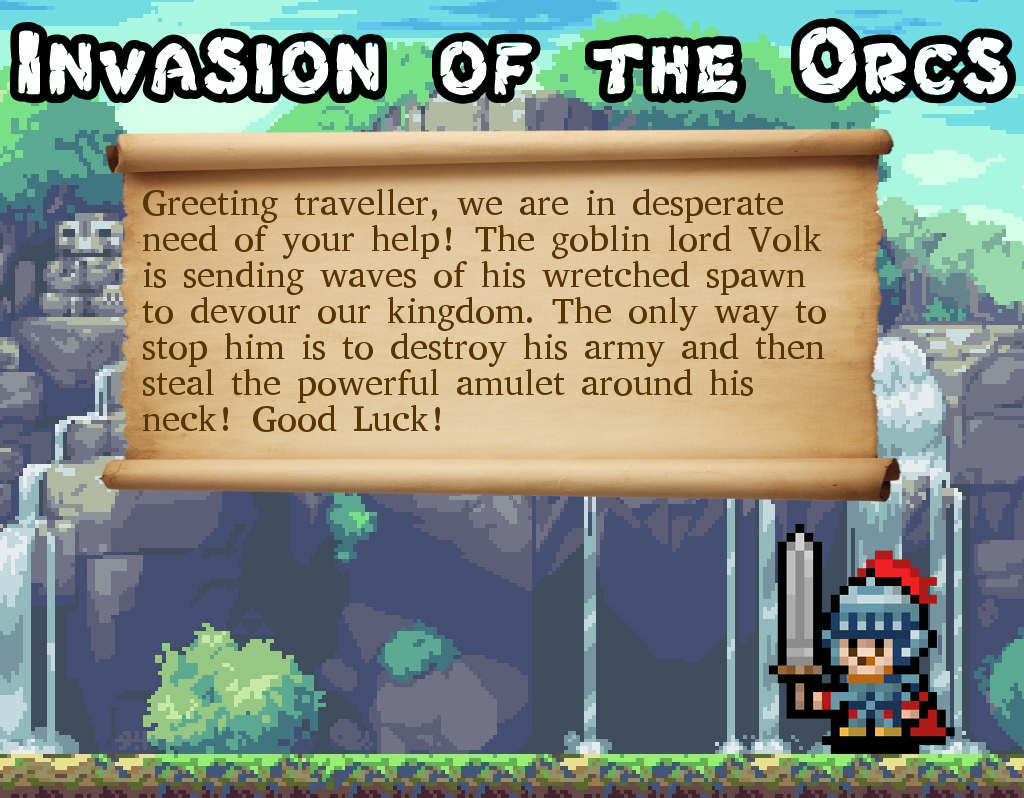 Invasion of the Orcs
Greeting traveller, we are in desperate
need of your help! The goblin lord Volk
is sending waves of his wretched spawn
to devour our kingdom. The only way to
stop him is to destroy his army and then
steal the powerful amulet around his
neck! Good Luck!